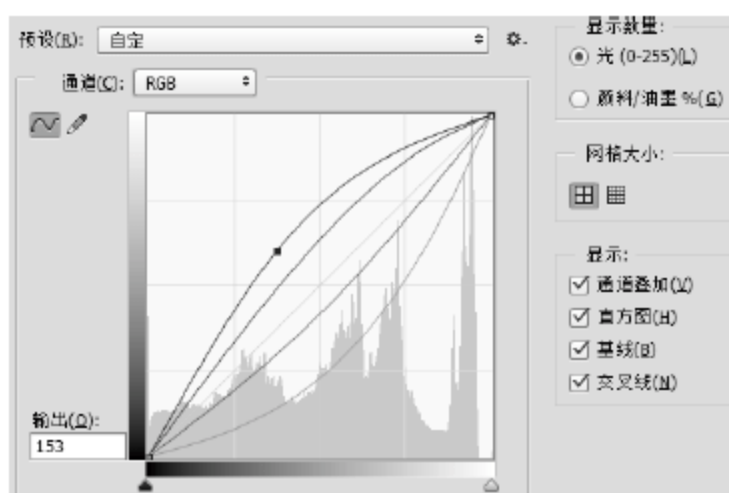 预设(R): 自定
通道(C): RGB
输出(O):
153
显示数量:
光 (0-255)(L)
颜料/油墨 %(G)
网格大小:
显示:
通道叠加(V)
直方图(H)
基线(B)
交叉线(N)